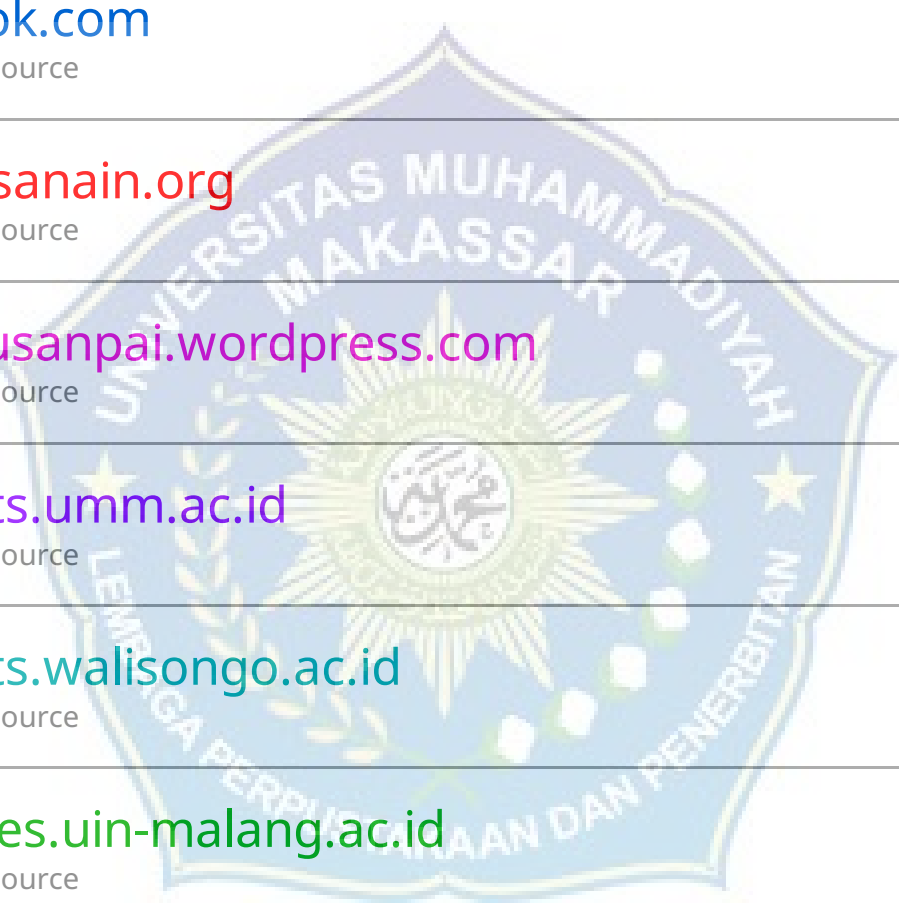 ok.com
ource
sanain.org
ource
usanpai.wordpress.com
ource
ts.umm.ac.id
ource
ts.walisongo.ac.id
ource
es.uin-malang.ac.id
ource
UNIVERSITAS MUHAMMADIYAH
MAKASSAR
LEMBAGA PERPUSTAKAAN DAN PENERBITAN